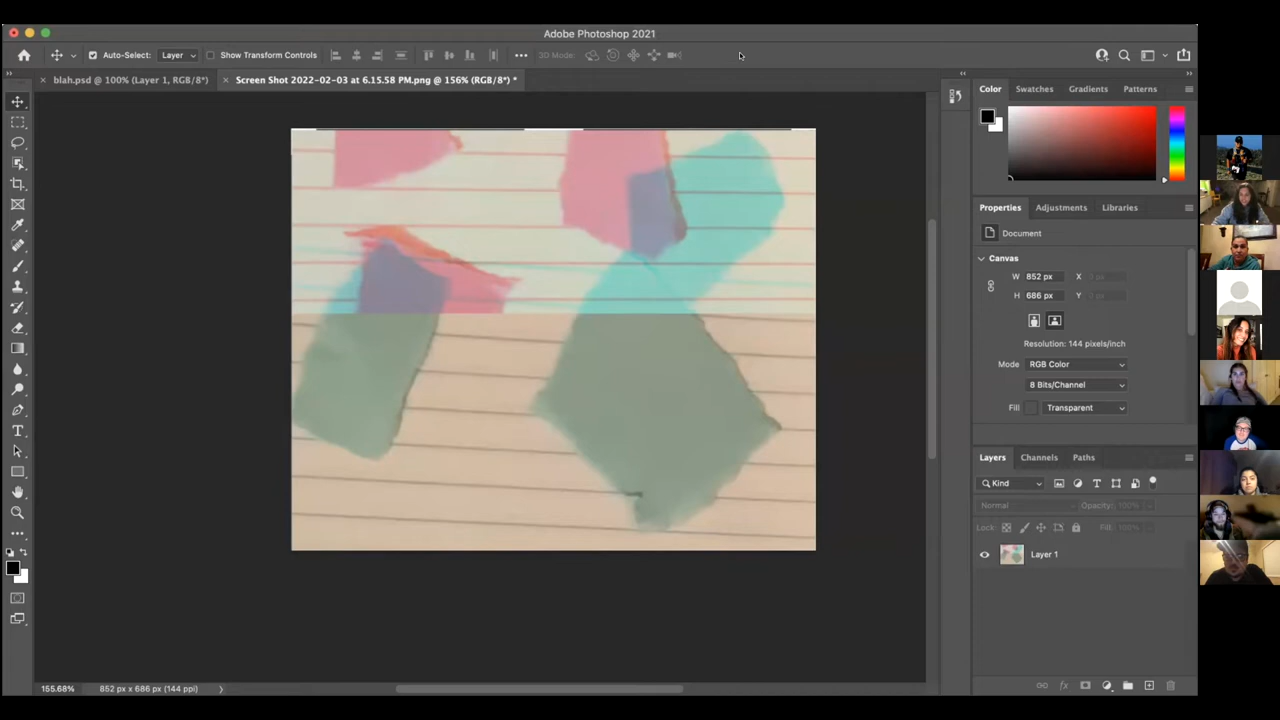 Adobe Photoshop 2021
Auto-Select: Layer Show Transform Controls ••• 3D Mode:
× blah.psd @ 100% (Layer 1, RGB/8*) × Screen Shot 2022-02-03 at 6.15.58 PM.png @ 156% (RGB/8*) *
Color Swatches Gradients Patterns
Properties Adjustments Libraries
Document
Canvas
W 852 px X
H 686 px Y
Resolution: 144 pixels/inch
Mode RGB Color
8 Bits/Channel
Fill Transparent
Layers Channels Paths
Kind
Normal Opacity: 100%
Lock: Fill: 100%
Layer 1
155.68% 852 px x 686 px (144 ppi)